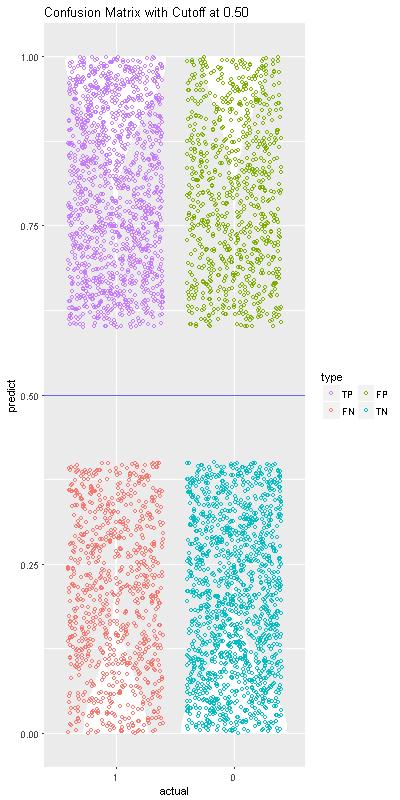 Confusion Matrix with Cutoff at 0.50
1.00
0.75
0.50
0.25
0.00
predict
1
0
actual
type
TP
FP
FN
TN